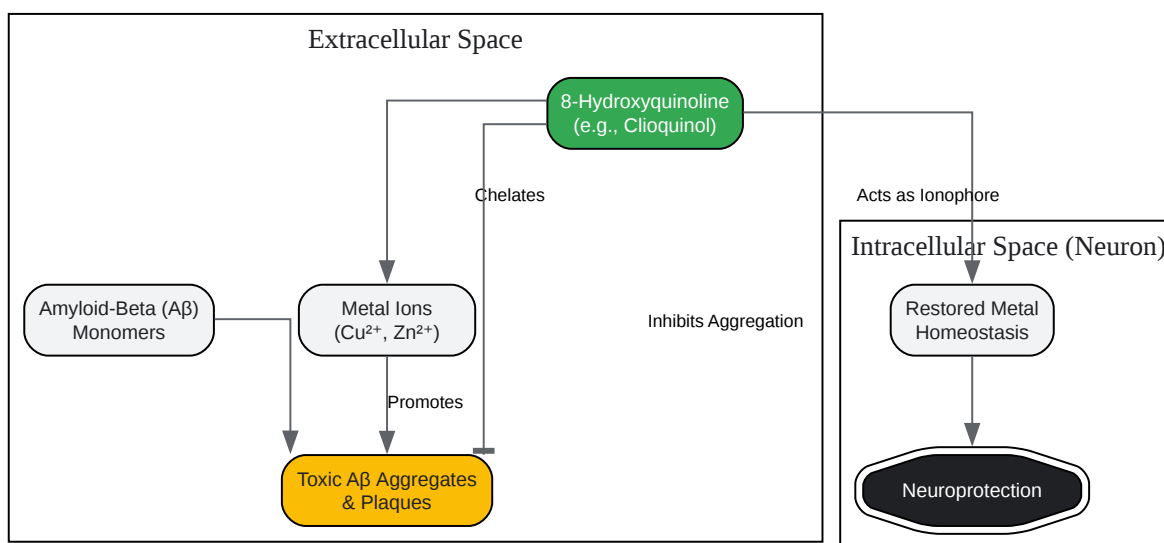 Extracellular Space
8-Hydroxyquinoline
(e.g., Clioquinol)
Chelates
Acts as Ionophore
Intracellular Space (Neuron)
Amyloid-Beta (Aβ)
Monomers
Metal Ions
(Cu²⁺, Zn²⁺)
Inhibits Aggregation
Restored Metal
Homeostasis
Promotes
Toxic Aβ Aggregates
& Plaques
Neuroprotection